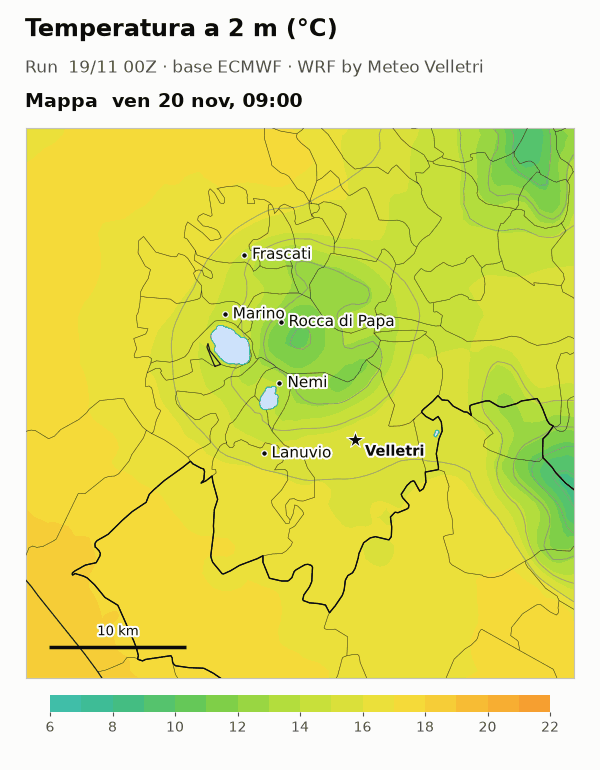 Temperatura a 2 m (°C)
Run  19/11 00Z · base ECMWF · WRF by Meteo Velletri
Mappa  ven 20 nov, 09:00
Frascati
Marino
Rocca di Papa
Nemi
Velletri
Lanuvio
10 km
6 8 10 12 14 16 18 20 22